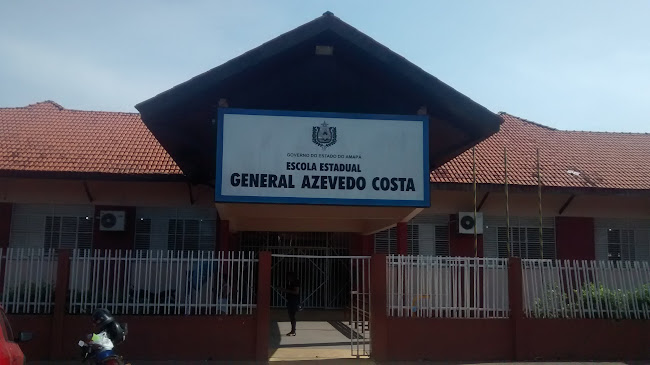 GOVERNO DO ESTADO DO AMAPÁ
ESCOLA ESTADUAL
GENERAL AZEVEDO COSTA